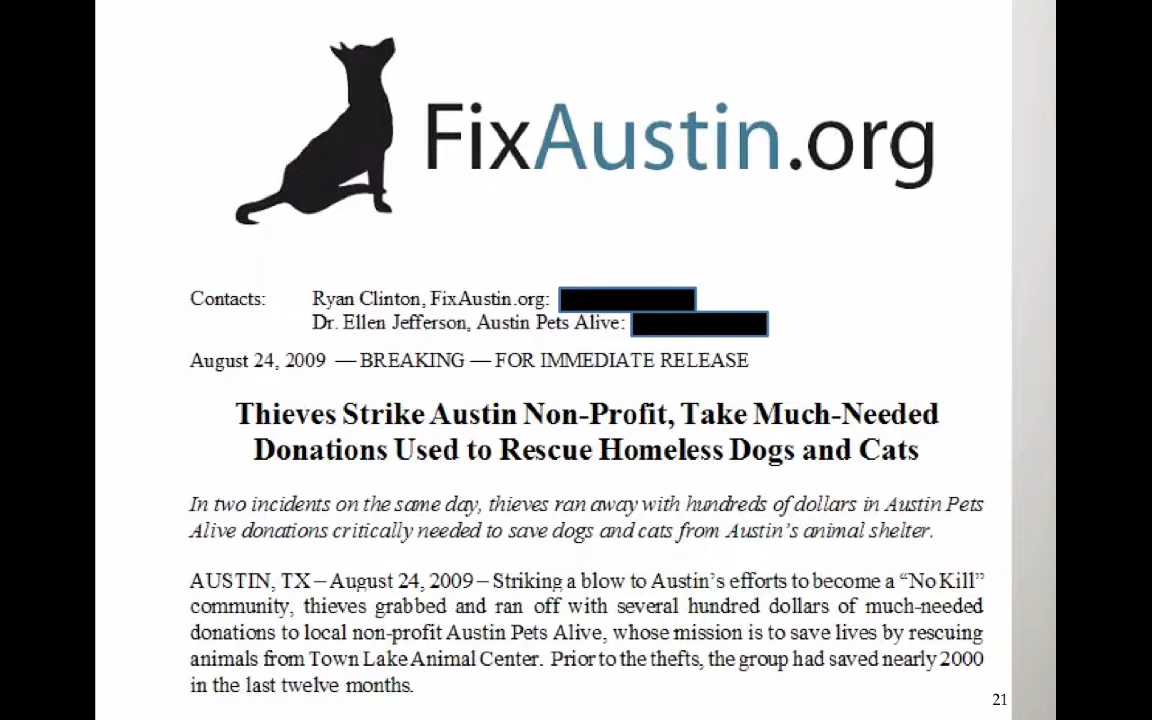 FixAustin.org
Contacts: Ryan Clinton, FixAustin.org:
Dr. Ellen Jefferson, Austin Pets Alive:
August 24, 2009 — BREAKING — FOR IMMEDIATE RELEASE
Thieves Strike Austin Non-Profit, Take Much-Needed
Donations Used to Rescue Homeless Dogs and Cats
In two incidents on the same day, thieves ran away with hundreds of dollars in Austin Pets
Alive donations critically needed to save dogs and cats from Austin’s animal shelter.
AUSTIN, TX – August 24, 2009 – Striking a blow to Austin’s efforts to become a “No Kill”
community, thieves grabbed and ran off with several hundred dollars of much-needed
donations to local non-profit Austin Pets Alive, whose mission is to save lives by rescuing
animals from Town Lake Animal Center. Prior to the thefts, the group had saved nearly 2000
in the last twelve months.
21